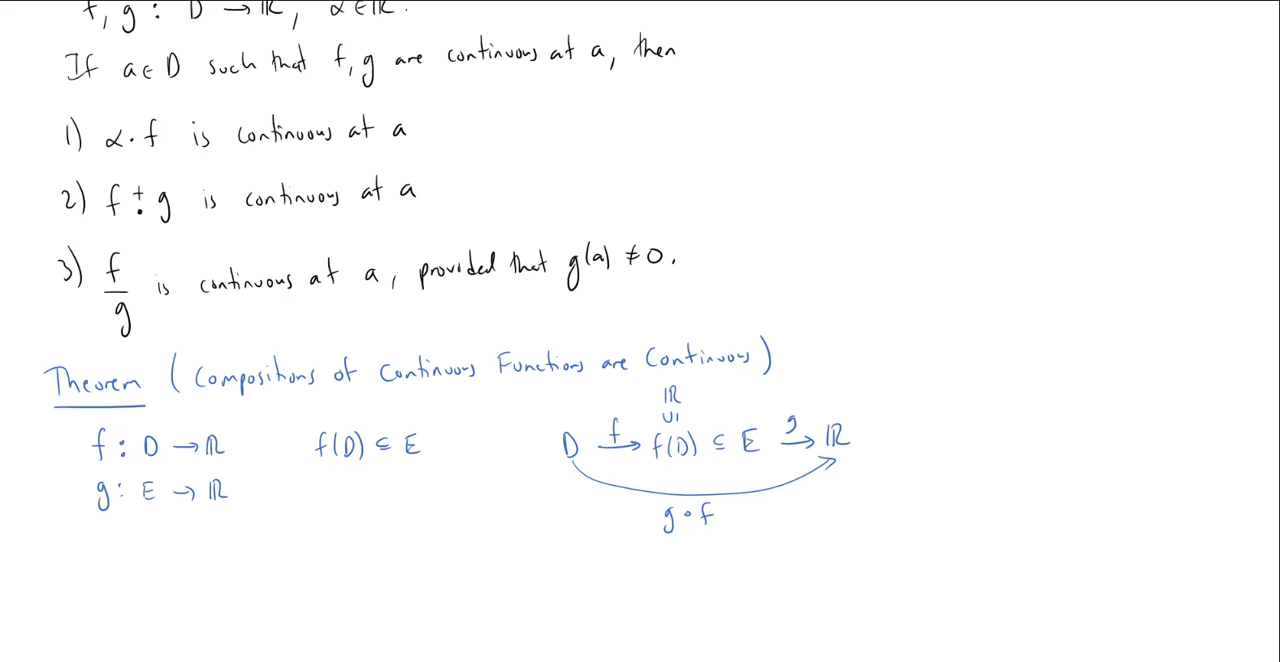 f, g : D → ℝ, α ∈ ℝ.
If a ∈ D such that f, g are continuous at a, then
1) α · f is continuous at a
2) f ± · g is continuous at a
3) f/g is continuous at a, provided that g(a) ≠ 0.
Theorem (Compositions of Continuous Functions are Continuous)
ℝ
∪|
f : D → ℝ f(D) ⊆ E D →f f(D) ⊆ E →g ℝ
g : E → ℝ
g ∘ f